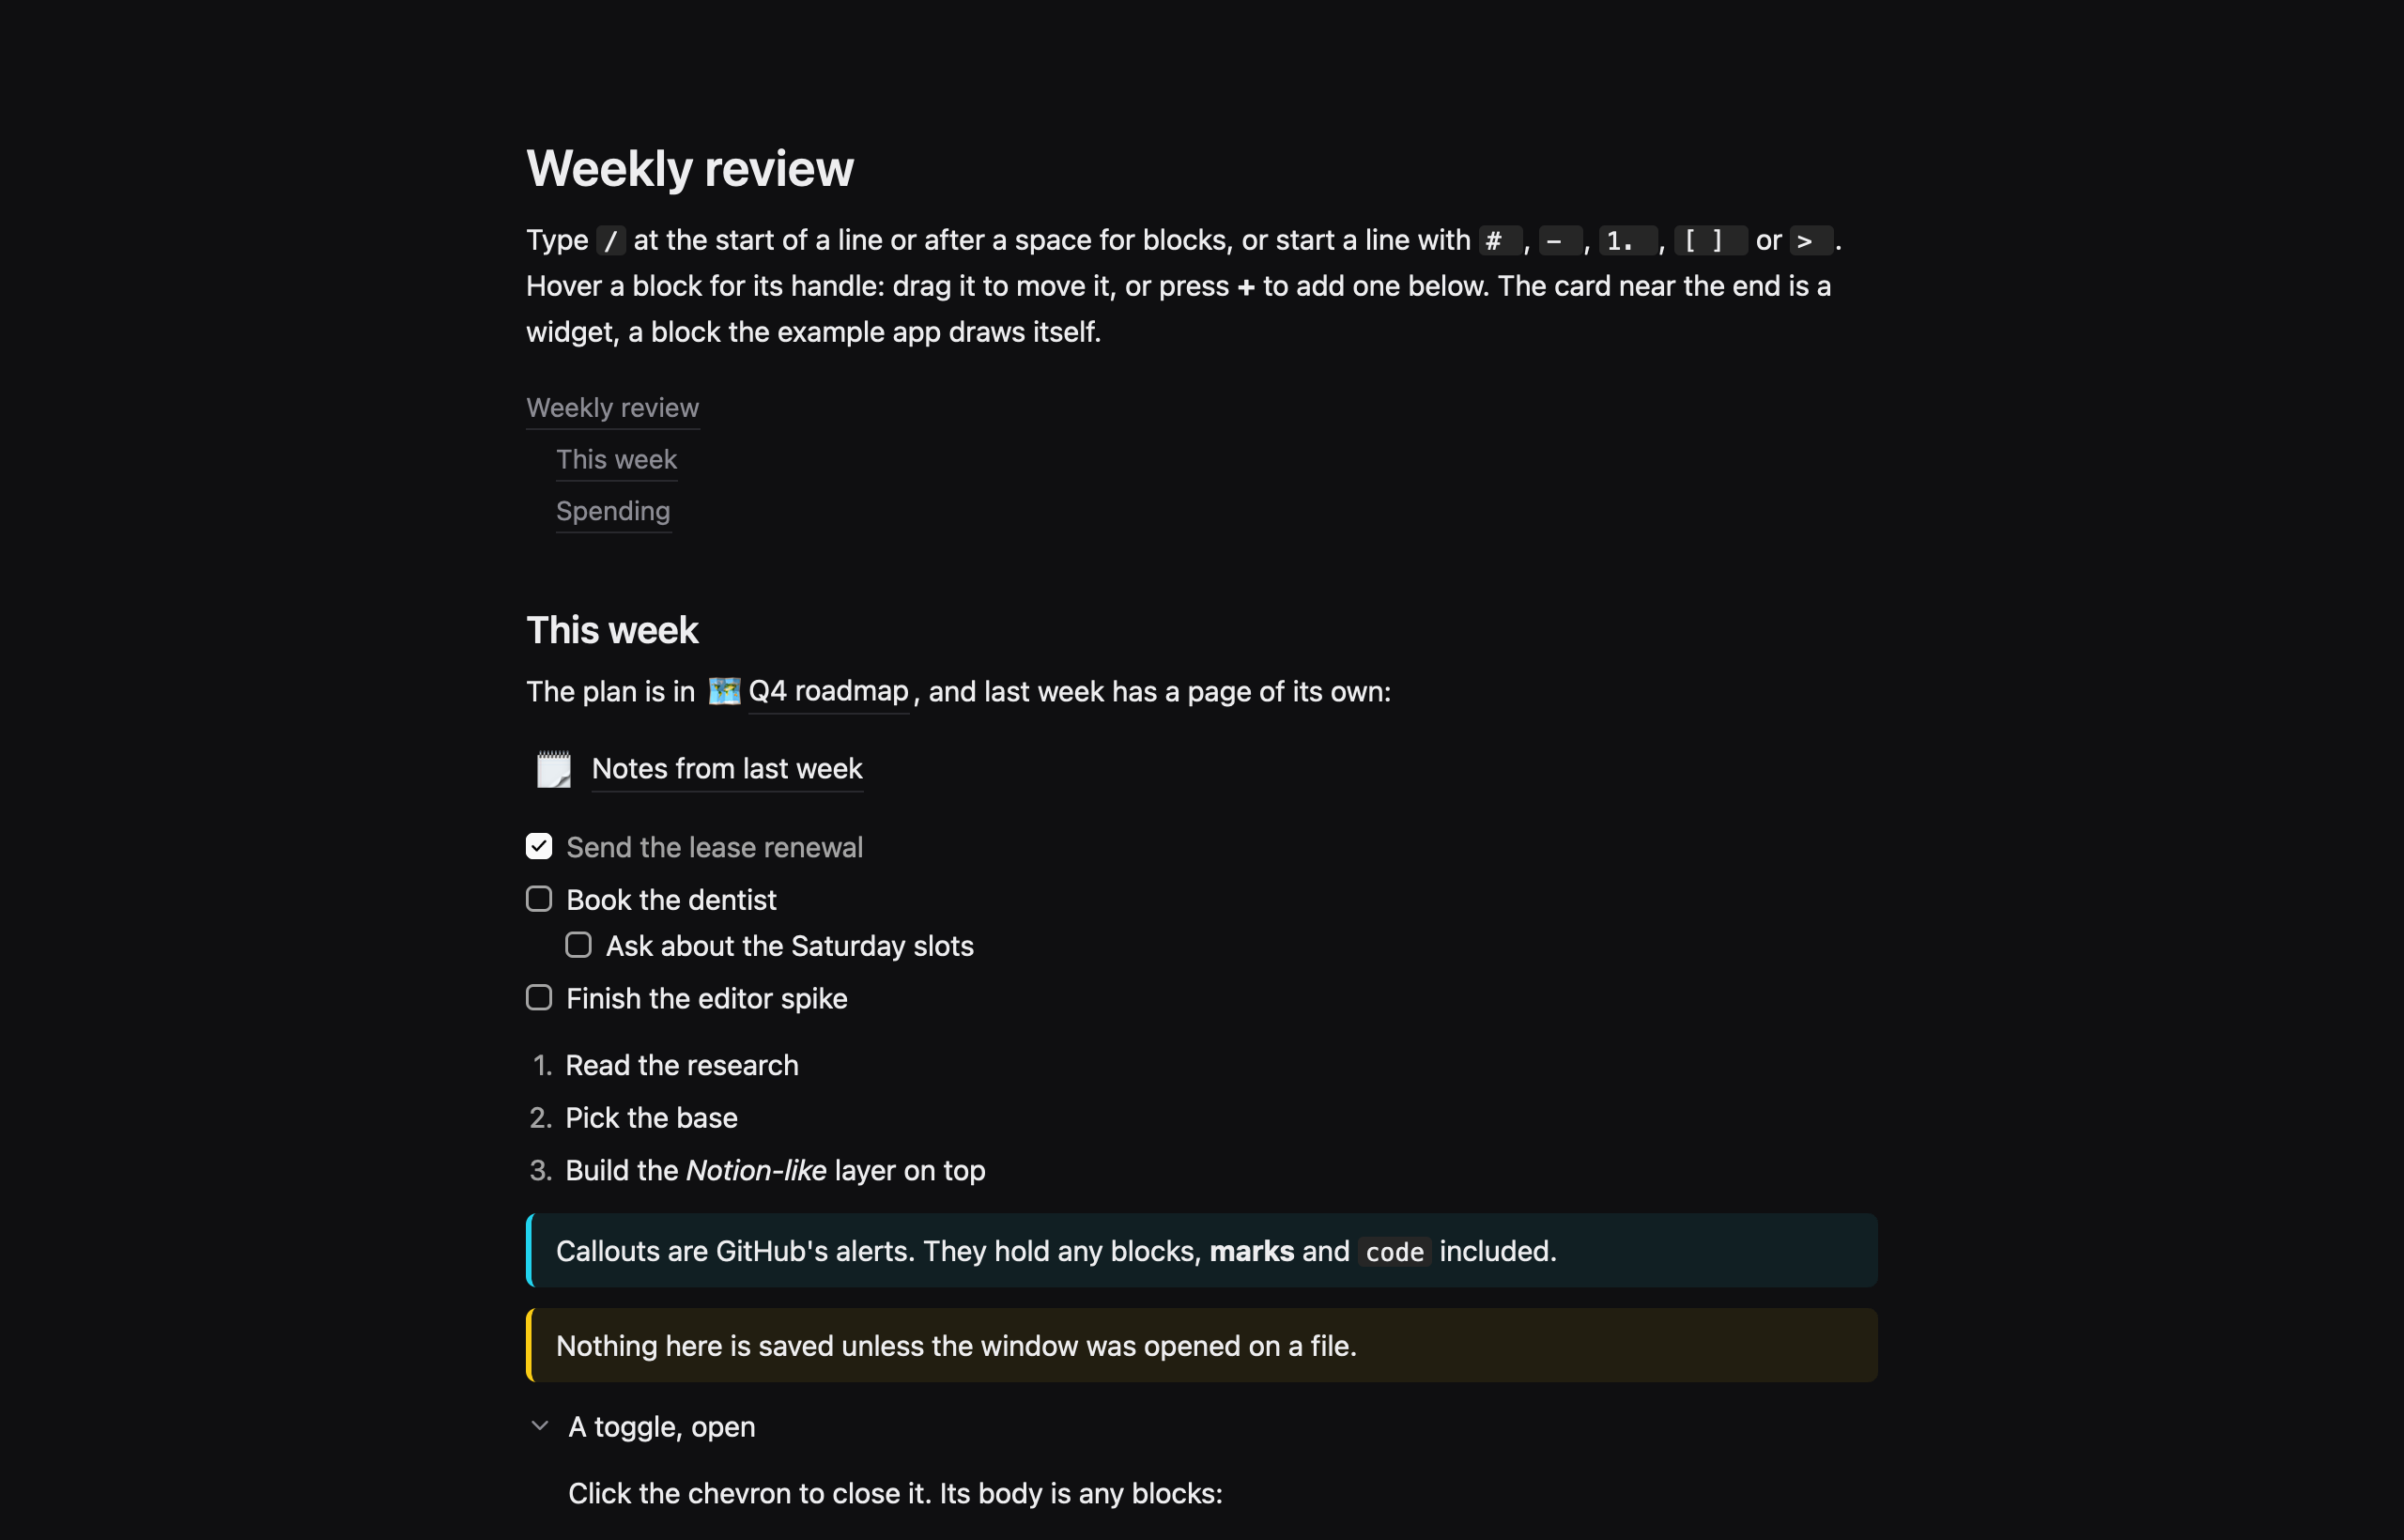 Weekly review
Type / at the start of a line or after a space for blocks, or start a line with # , – , 1. , [ ] or > .
Hover a block for its handle: drag it to move it, or press + to add one below. The card near the end is a
widget, a block the example app draws itself.
Weekly review
This week
Spending
This week
The plan is in 🗺️ Q4 roadmap, and last week has a page of its own:
Notes from last week
Send the lease renewal
Book the dentist
Ask about the Saturday slots
Finish the editor spike
1. Read the research
2. Pick the base
3. Build the Notion-like layer on top
Callouts are GitHub's alerts. They hold any blocks, marks and code included.
Nothing here is saved unless the window was opened on a file.
A toggle, open
Click the chevron to close it. Its body is any blocks: